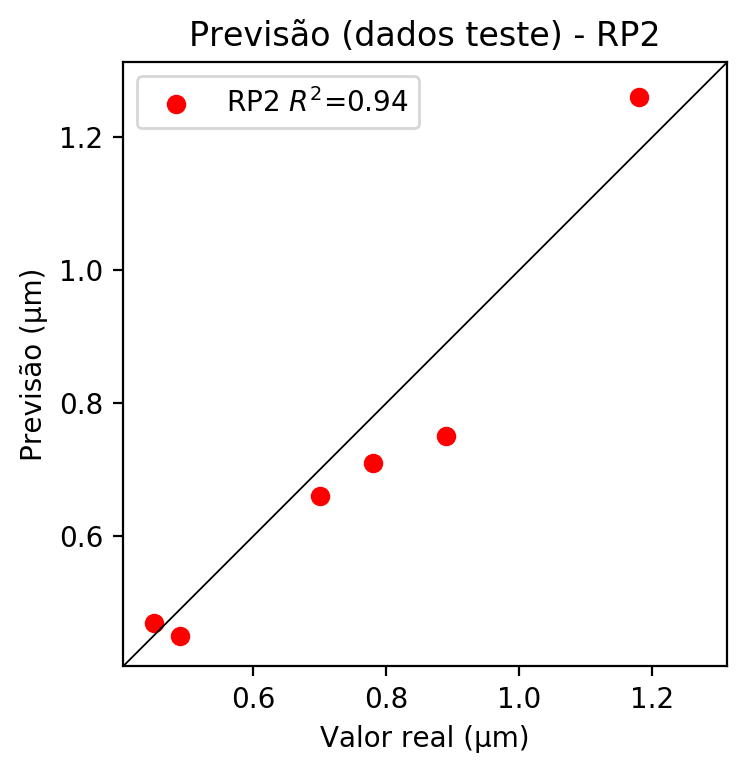 Previsão (dados teste) - RP2
RP2 R²=0.94
Previsão (µm)
1.2
1.0
0.8
0.6
0.6 0.8 1.0 1.2
Valor real (µm)